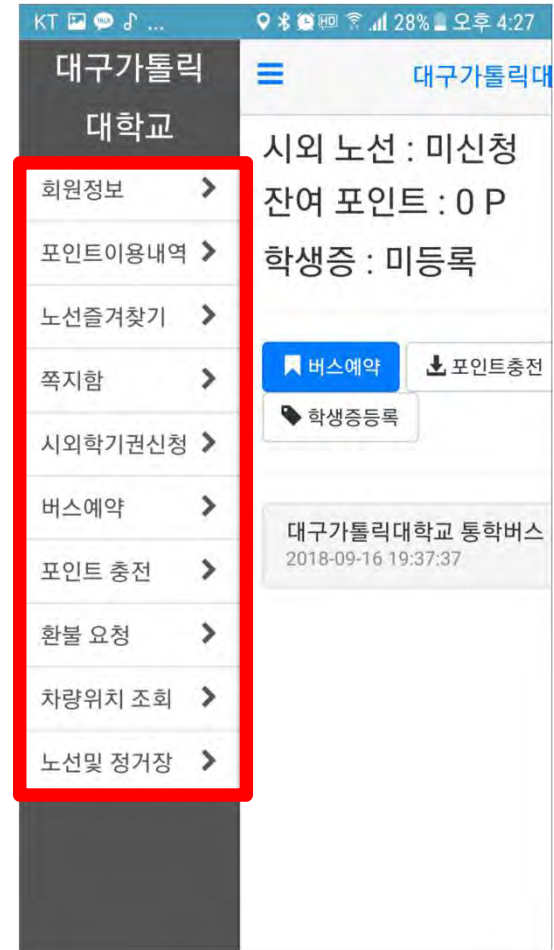 KT ...
28% 오후 4:27
대구가톨릭
대학교
회원정보
포인트이용내역
노선즐겨찾기
쪽지함
시외학기권신청
버스예약
포인트 충전
환불 요청
차량위치 조회
노선및 정거장
대구가톨릭대
시외 노선 : 미신청
잔여 포인트 : 0 P
학생증 : 미등록
버스예약
포인트충전
학생증등록
대구가톨릭대학교 통학버스
2018-09-16 19:37:37